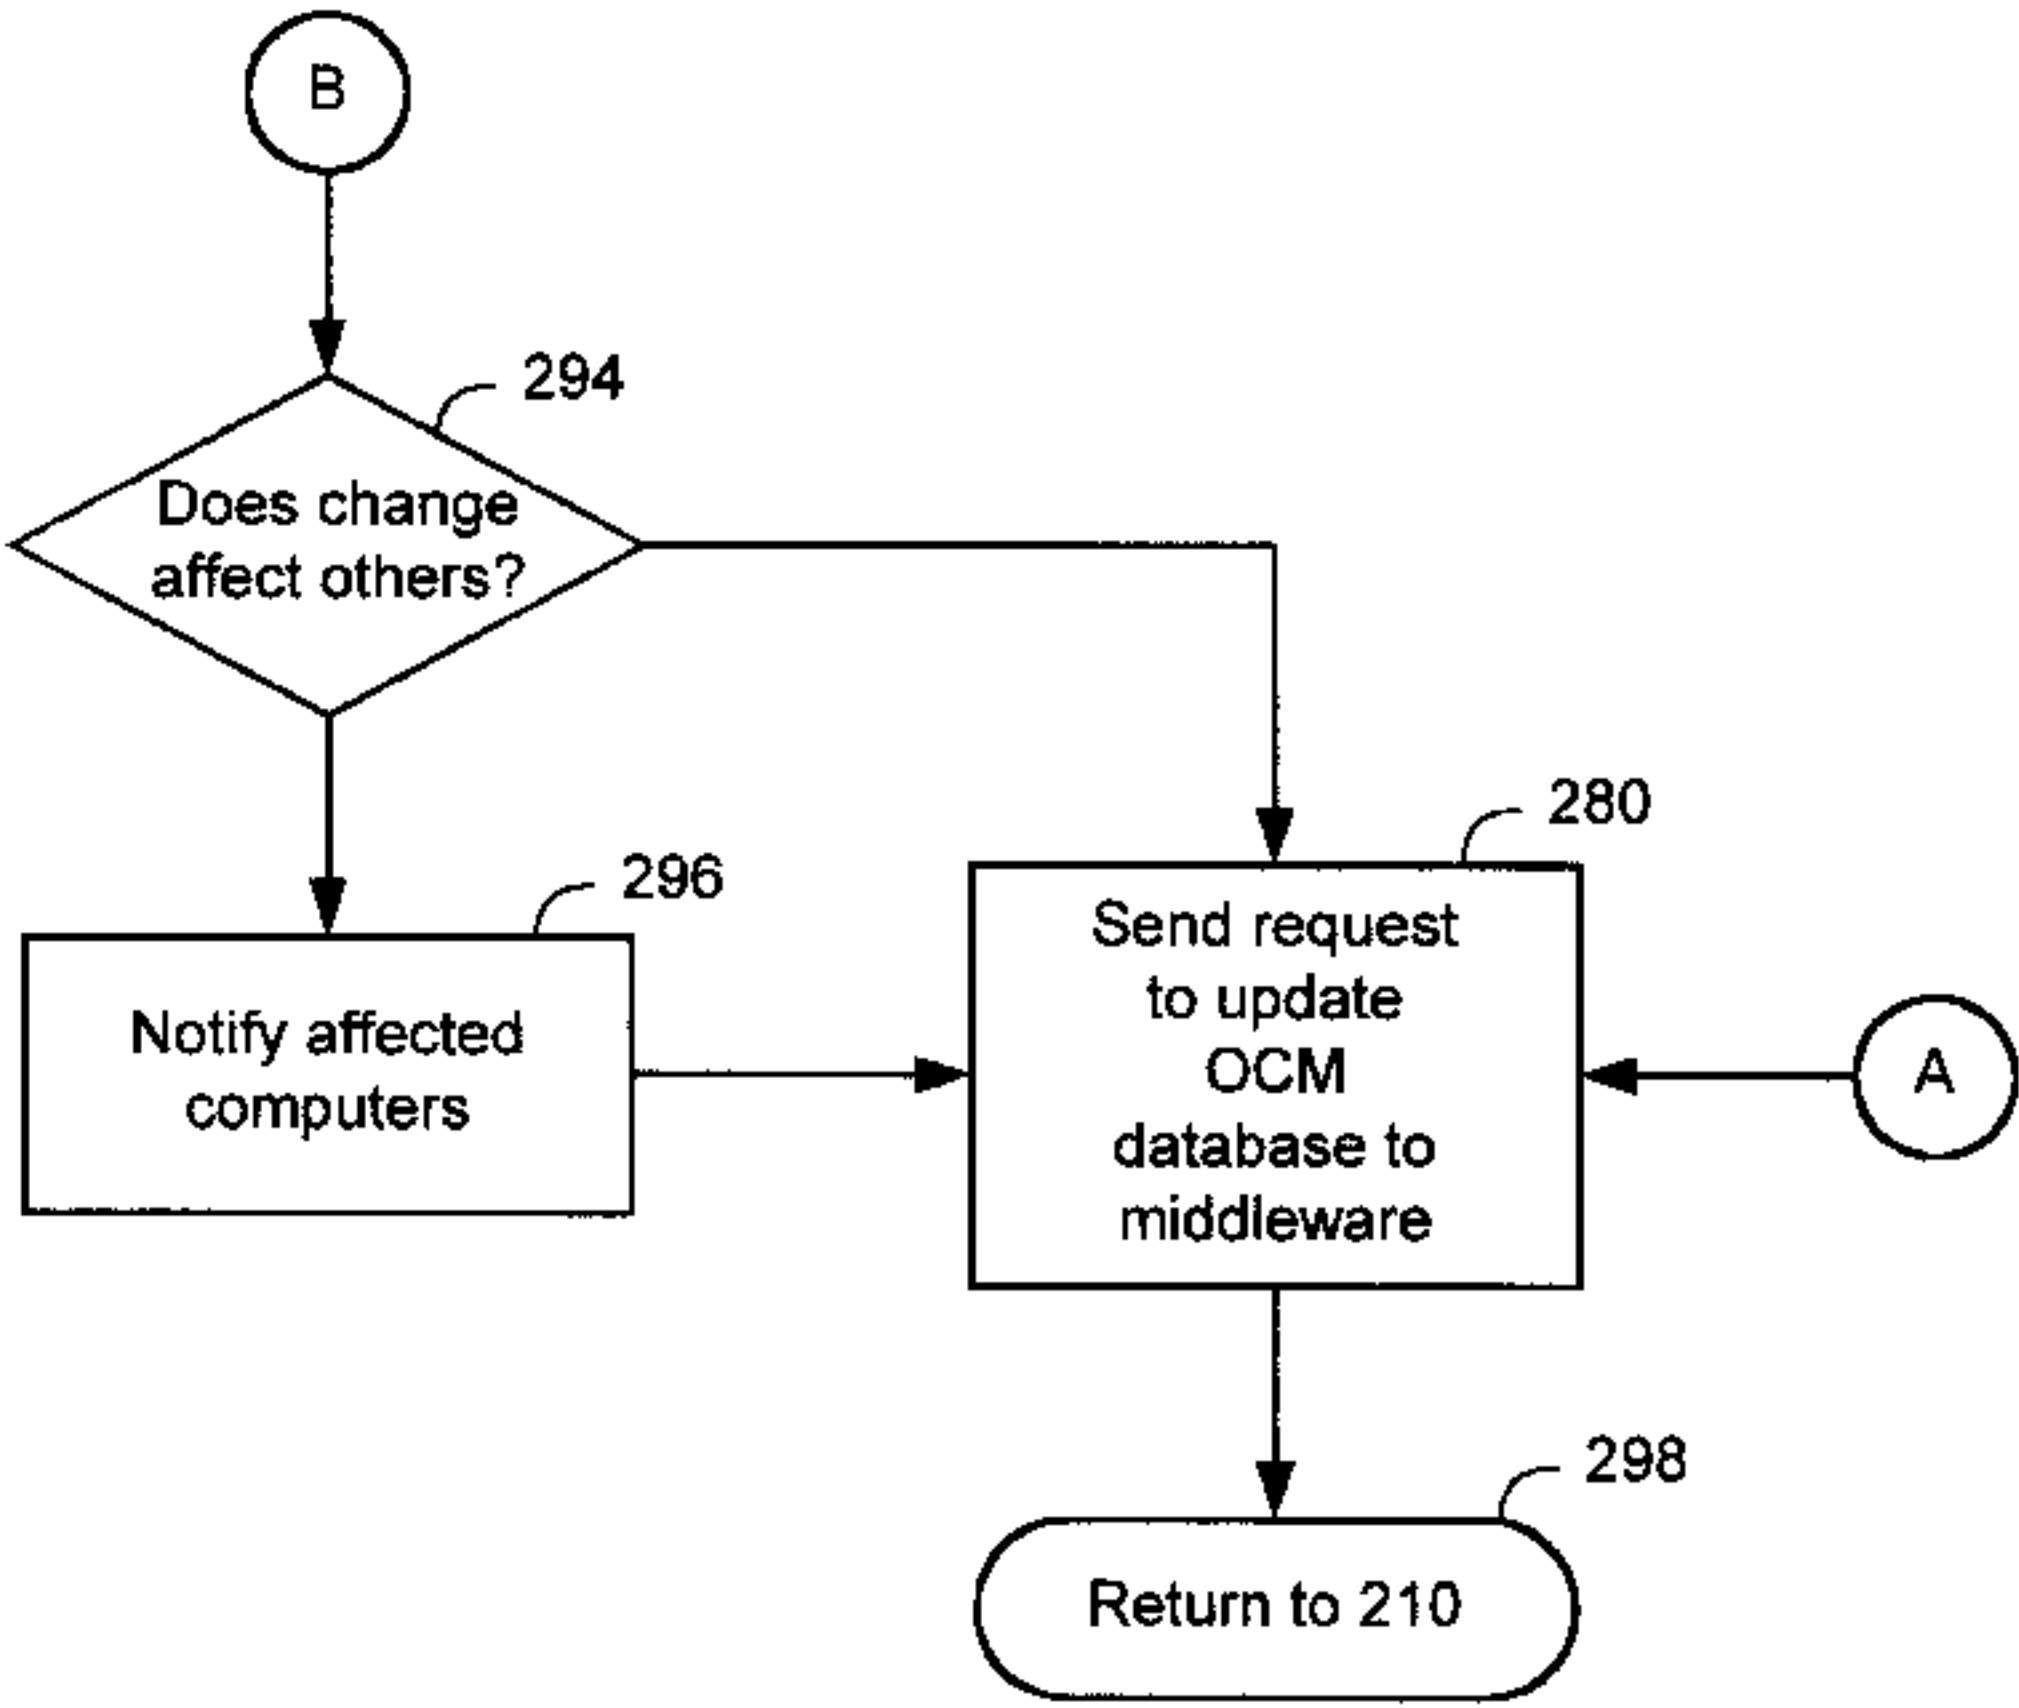 B
294
Does change
affect others?
280
296
Send request
to update
OCM
database to
middleware
Notify affected
computers
A
298
Return to 210